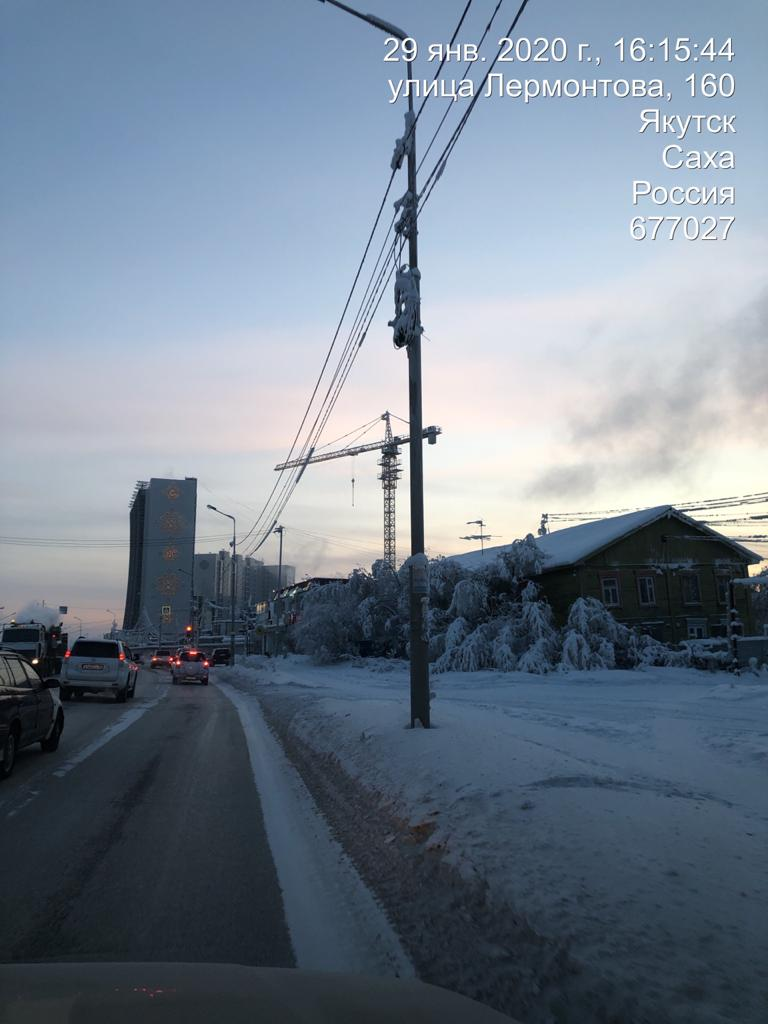 29 янв. 2020 г., 16:15:44
улица Лермонтова, 160
Якутск
Саха
Россия
677027